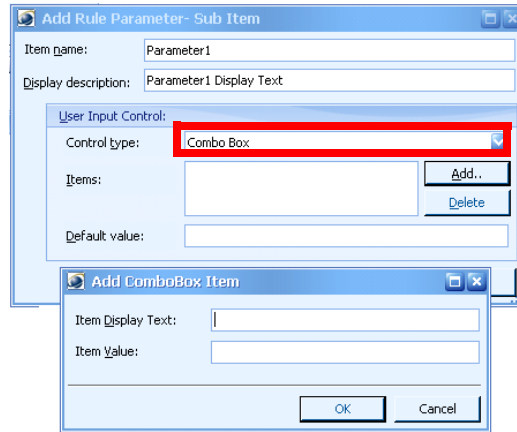 Add Rule Parameter- Sub Item
Item name: Parameter1
Display description: Parameter1 Display Text
User Input Control:
Control type: Combo Box
Items:
Add..
Delete
Default value:
Add ComboBox Item
Item Display Text:
Item Value:
OK Cancel